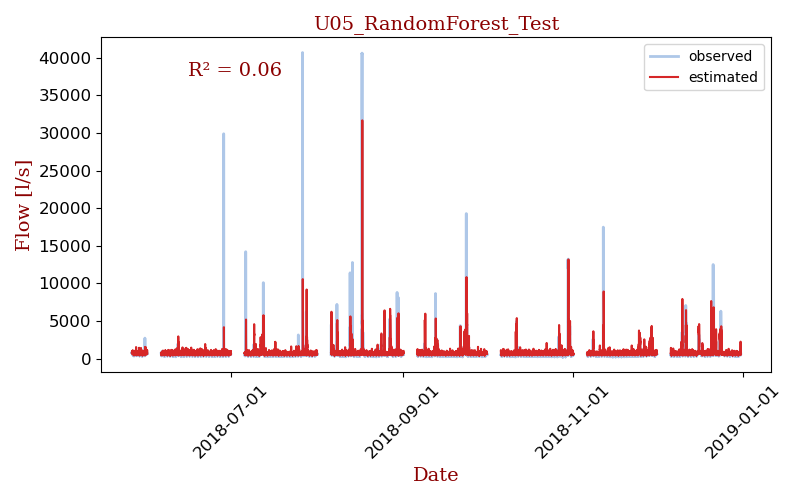 U05_RandomForest_Test
R² = 0.06
observed
estimated
Flow [l/s]
40000
35000
30000
25000
20000
15000
10000
5000
0
2018-07-01
2018-09-01
2018-11-01
2019-01-01
Date